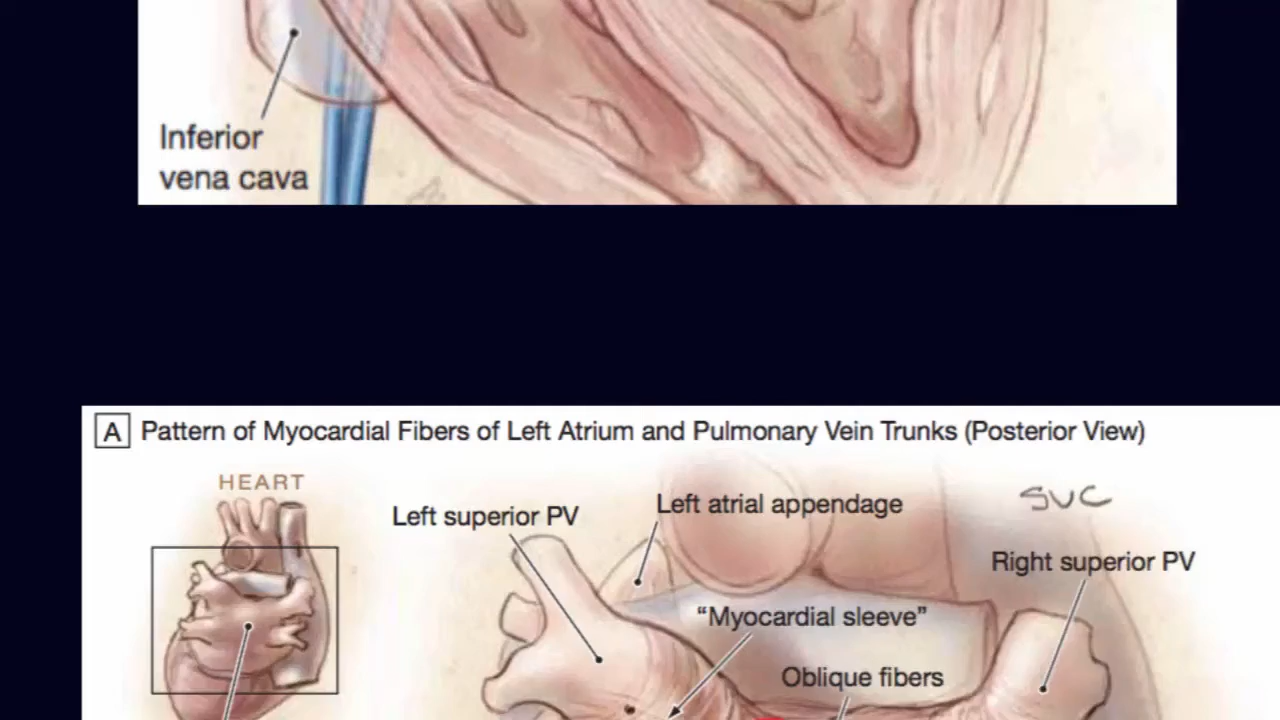 Inferior
vena cava
A Pattern of Myocardial Fibers of Left Atrium and Pulmonary Vein Trunks (Posterior View)
HEART
Left superior PV
Left atrial appendage
SVC
Right superior PV
“Myocardial sleeve”
Oblique fibers